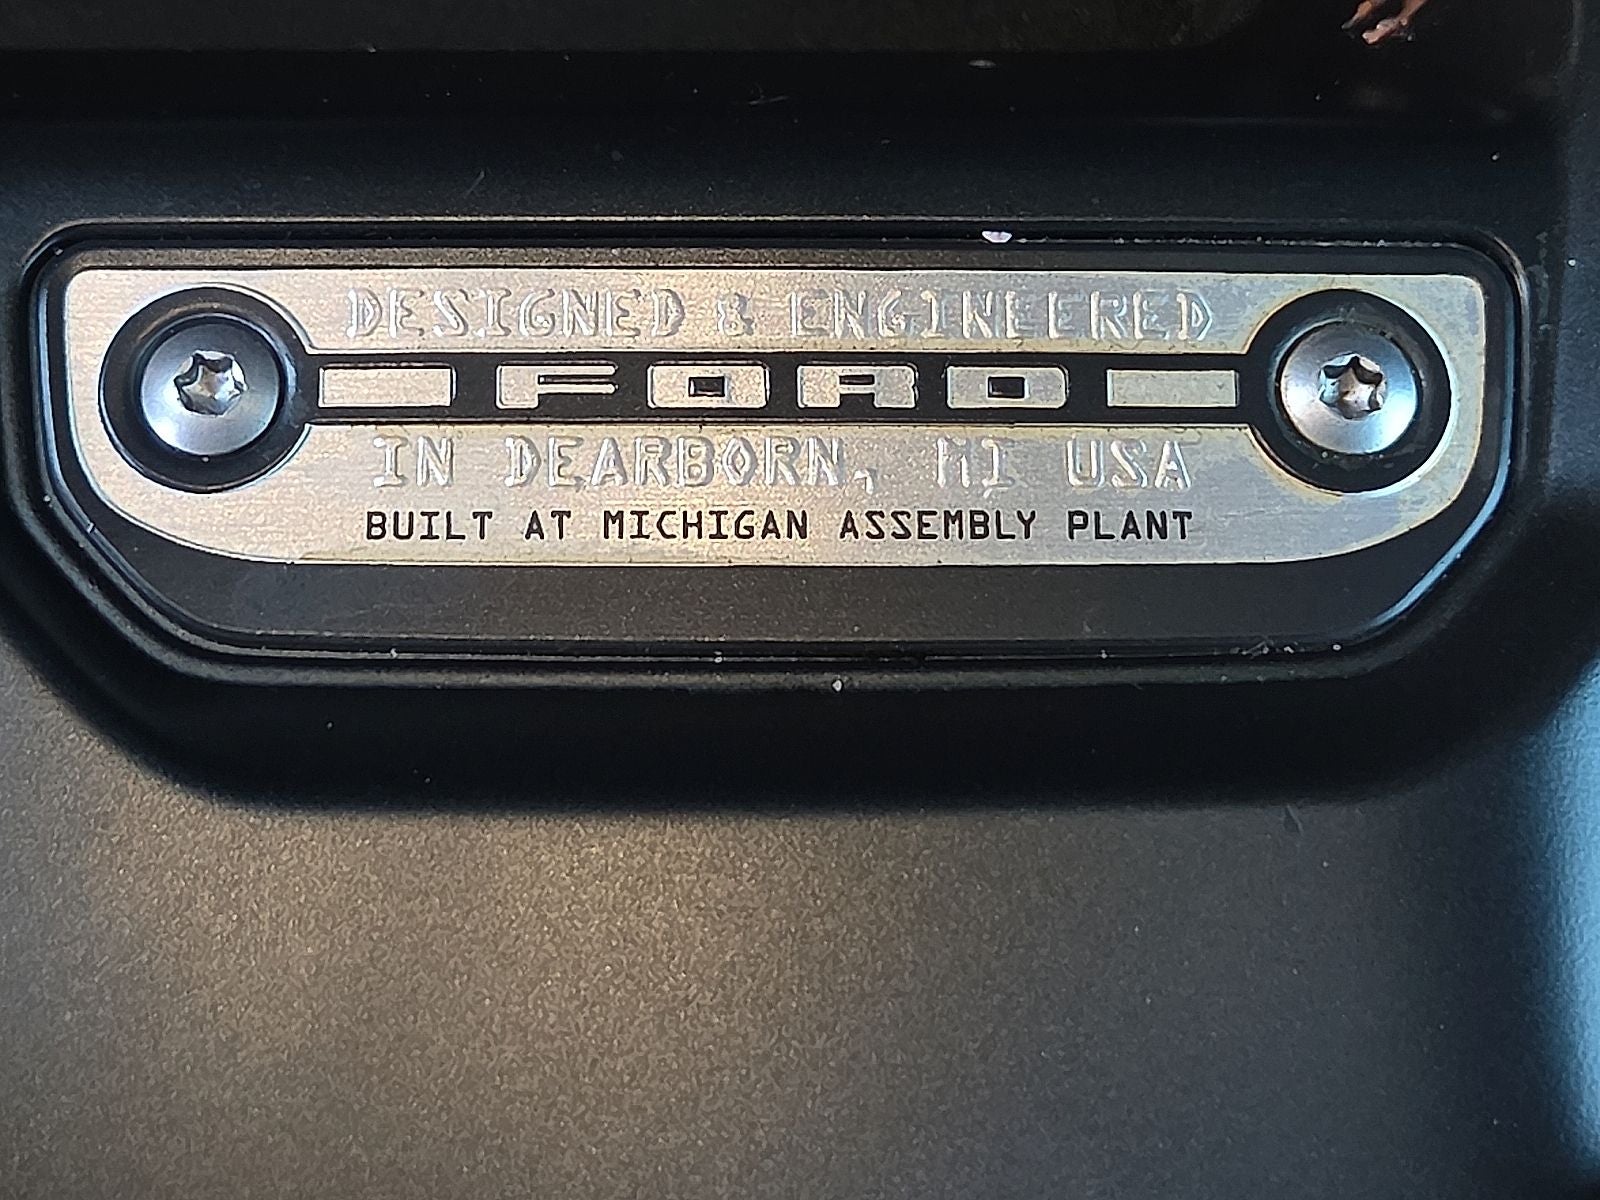 DESIGNED & ENGINEERED
FORD
IN DEARBORN, MI USA
BUILT AT MICHIGAN ASSEMBLY PLANT